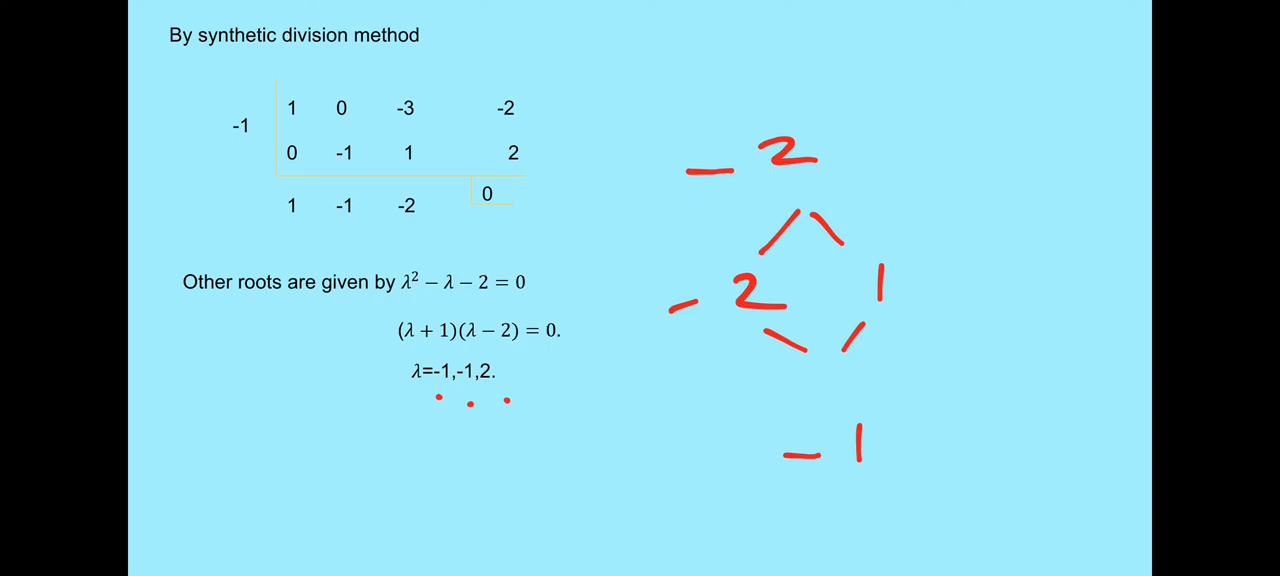 By synthetic division method
1 0 -3 -2
-1
0 -1 1 2
1 -1 -2 0
Other roots are given by λ² − λ − 2 = 0
(λ + 1)(λ − 2) = 0.
λ=-1,-1,2.
− 2
- 2 1
− 1